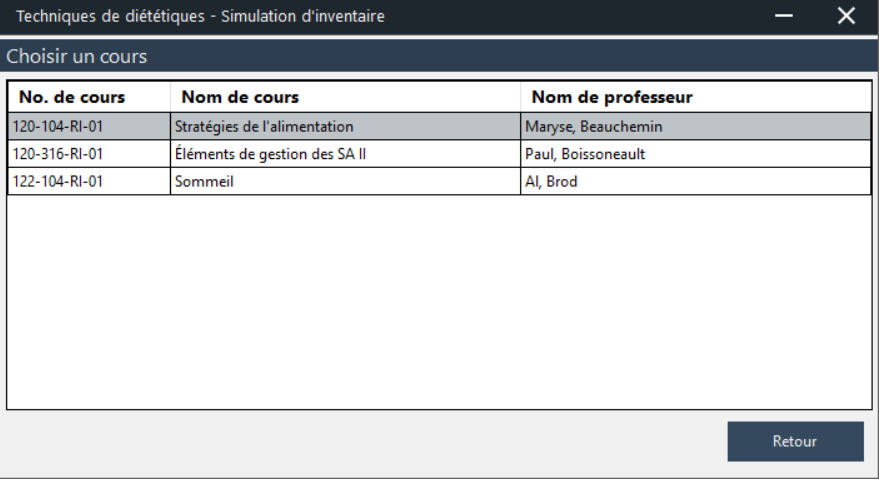 Techniques de diététiques - Simulation d'inventaire
Choisir un cours
No. de cours Nom de cours Nom de professeur
120-104-RI-01 Stratégies de l'alimentation Maryse, Beauchemin
120-316-RI-01 Éléments de gestion des SA II Paul, Boissoneault
122-104-RI-01 Sommeil Al, Brod
Retour